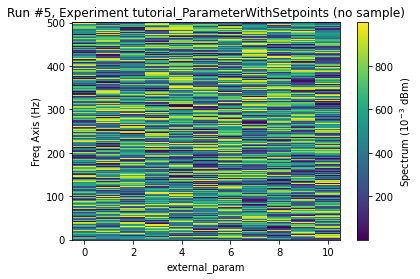 Run #5, Experiment tutorial_ParameterWithSetpoints (no sample)
500
400
300
200
100
0
Freq Axis (Hz)
0 2 4 6 8 10
external_param
800
600
400
200
Spectrum (10⁻³ dBm)